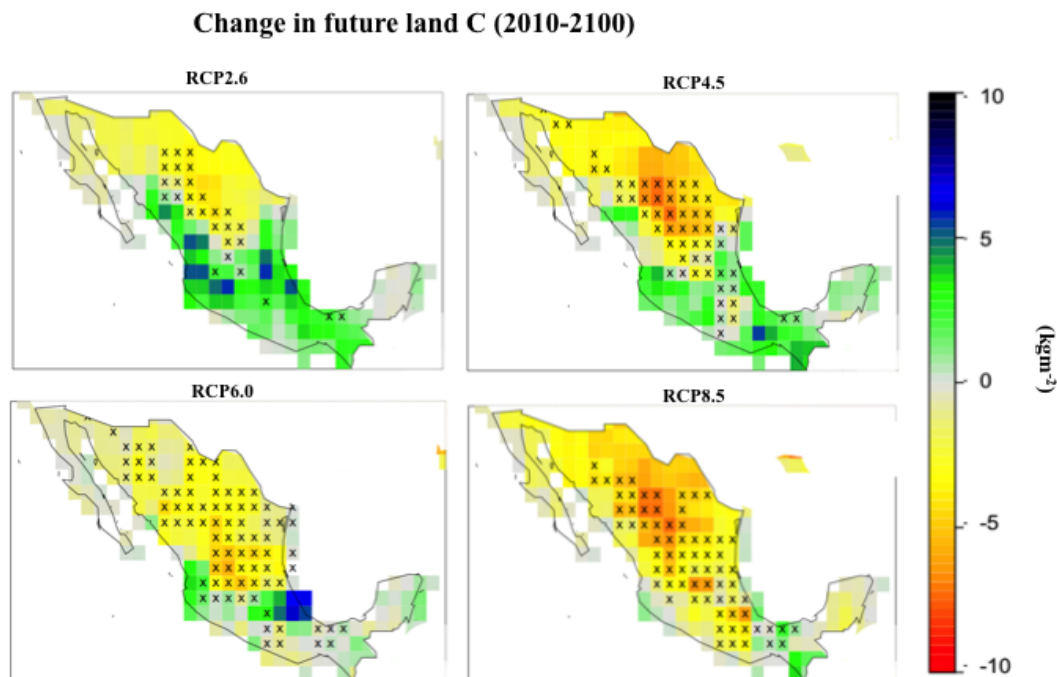 Change in future land C (2010-2100)
RCP2.6
RCP4.5
RCP6.0
RCP8.5
10
5
0
-5
-10
(kgm⁻²)